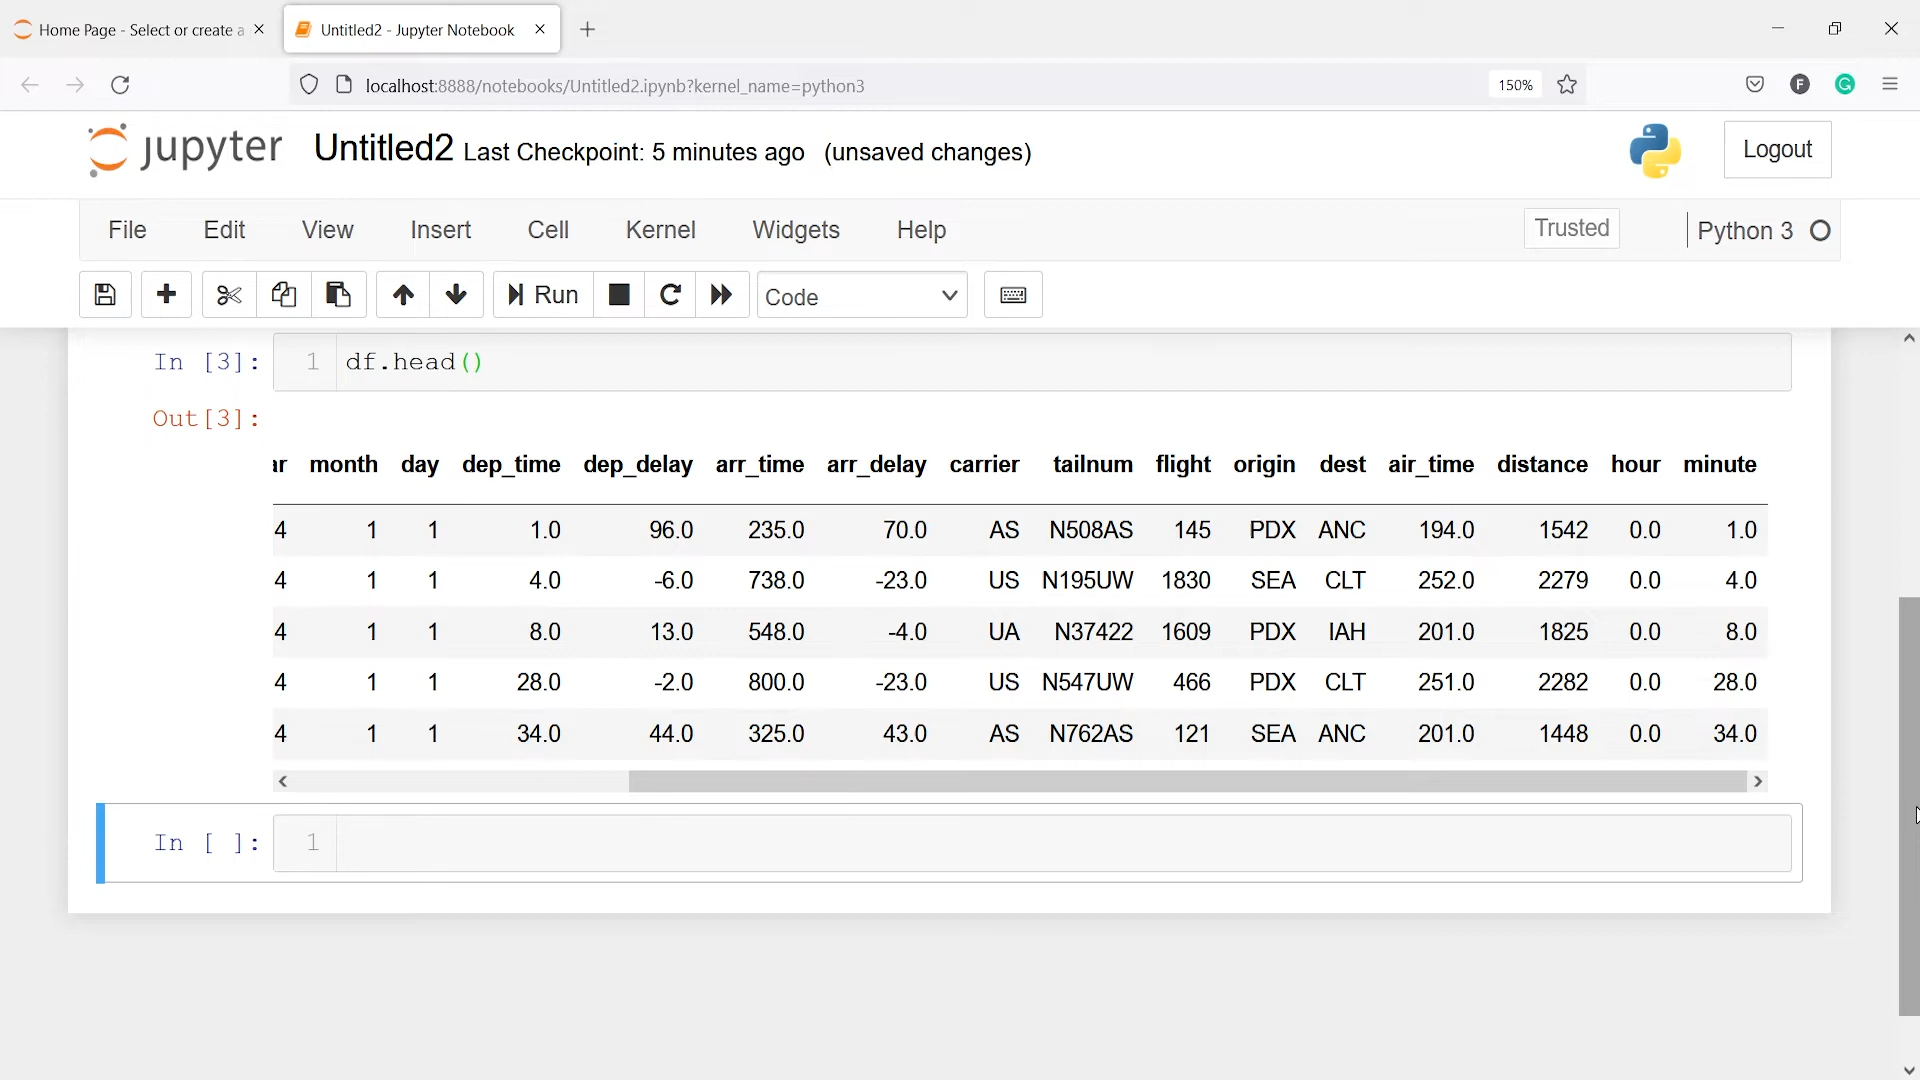 Home Page - Select or create a
Untitled2 - Jupyter Notebook
localhost:8888/notebooks/Untitled2.ipynb?kernel_name=python3
150%
F
G
jupyter Untitled2 Last Checkpoint: 5 minutes ago (unsaved changes)
Logout
File Edit View Insert Cell Kernel Widgets Help
Trusted
Python 3
Run
Code
In [3]: 1 df.head()
Out[3]:
ar month day dep_time dep_delay arr_time arr_delay carrier tailnum flight origin dest air_time distance hour minute
4 1 1 1.0 96.0 235.0 70.0 AS N508AS 145 PDX ANC 194.0 1542 0.0 1.0
4 1 1 4.0 -6.0 738.0 -23.0 US N195UW 1830 SEA CLT 252.0 2279 0.0 4.0
4 1 1 8.0 13.0 548.0 -4.0 UA N37422 1609 PDX IAH 201.0 1825 0.0 8.0
4 1 1 28.0 -2.0 800.0 -23.0 US N547UW 466 PDX CLT 251.0 2282 0.0 28.0
4 1 1 34.0 44.0 325.0 43.0 AS N762AS 121 SEA ANC 201.0 1448 0.0 34.0
In [ ]: 1